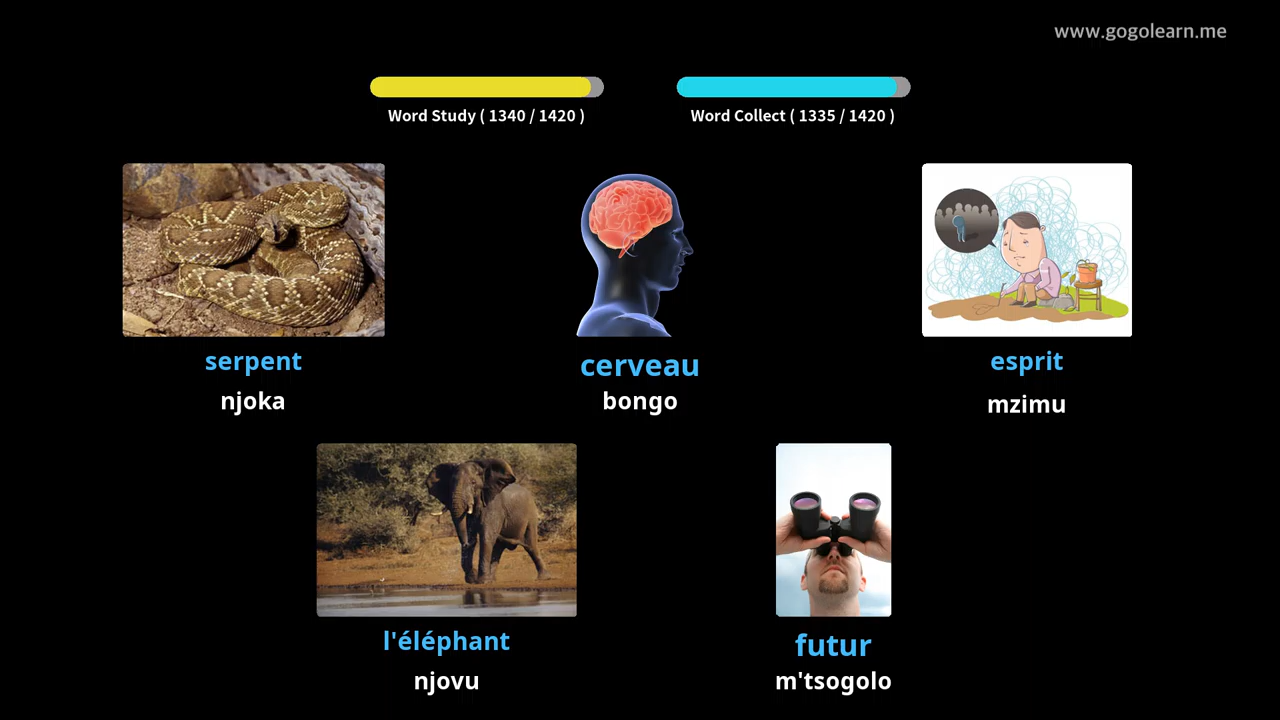 www.gogolearn.me
Word Study ( 1340 / 1420 )
Word Collect ( 1335 / 1420 )
serpent
njoka
cerveau
bongo
esprit
mzimu
l'éléphant
njovu
futur
m'tsogolo